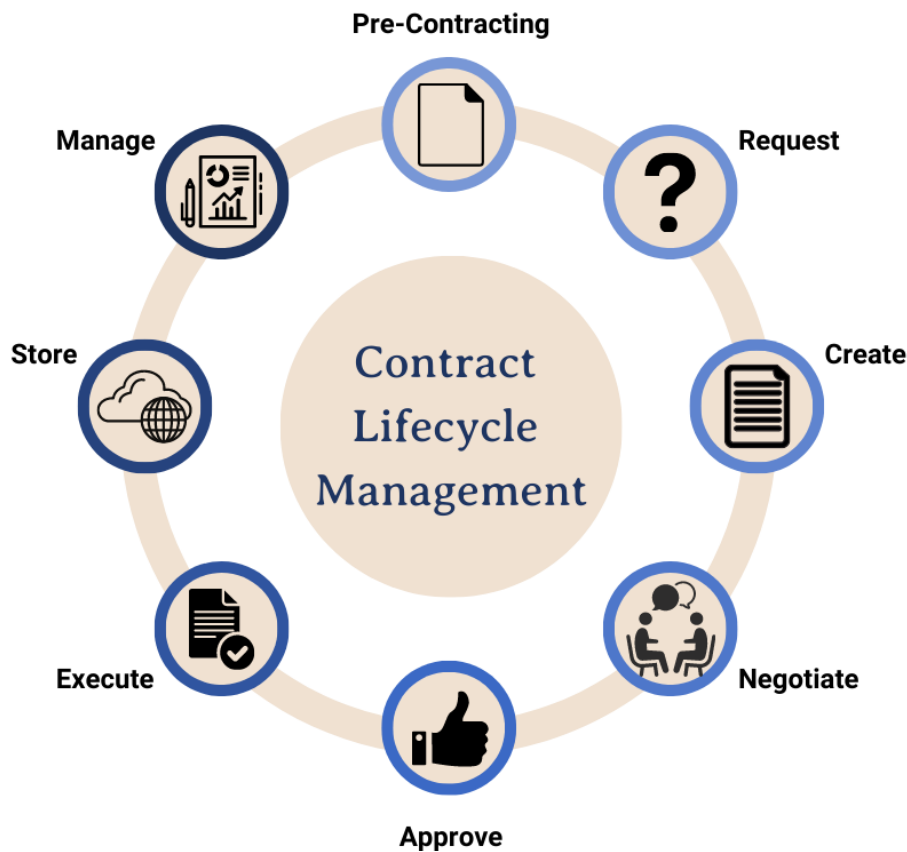 Pre-Contracting
Request
Create
Negotiate
Approve
Execute
Store
Manage
Contract
Lifecycle
Management